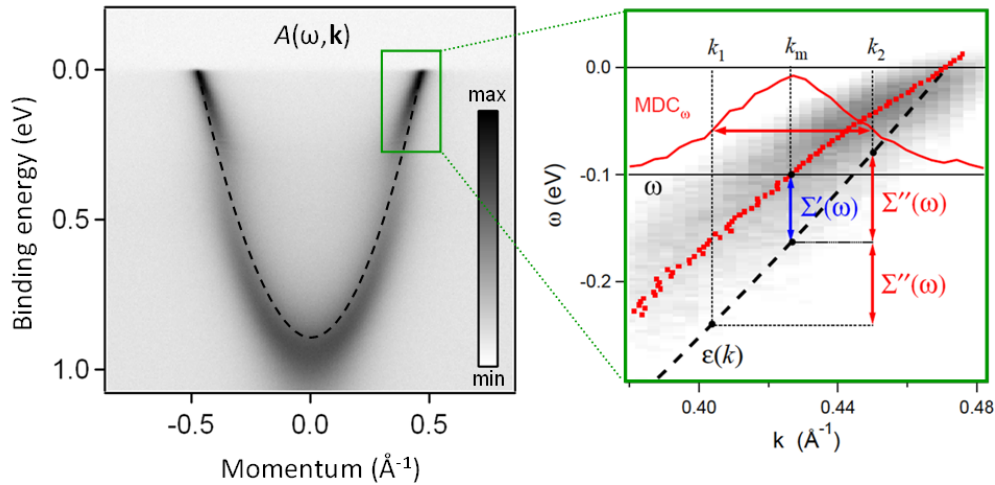 A(ω,k)
0.0
0.5
1.0
Binding energy (eV)
-0.5
0.0
0.5
Momentum (Å⁻¹)
max
min
k₁
kₘ
k₂
MDC_ω
ω
Σ′(ω)
Σ″(ω)
Σ″(ω)
ε(k)
0.0
-0.1
-0.2
ω (eV)
0.40
0.44
0.48
k (Å⁻¹)